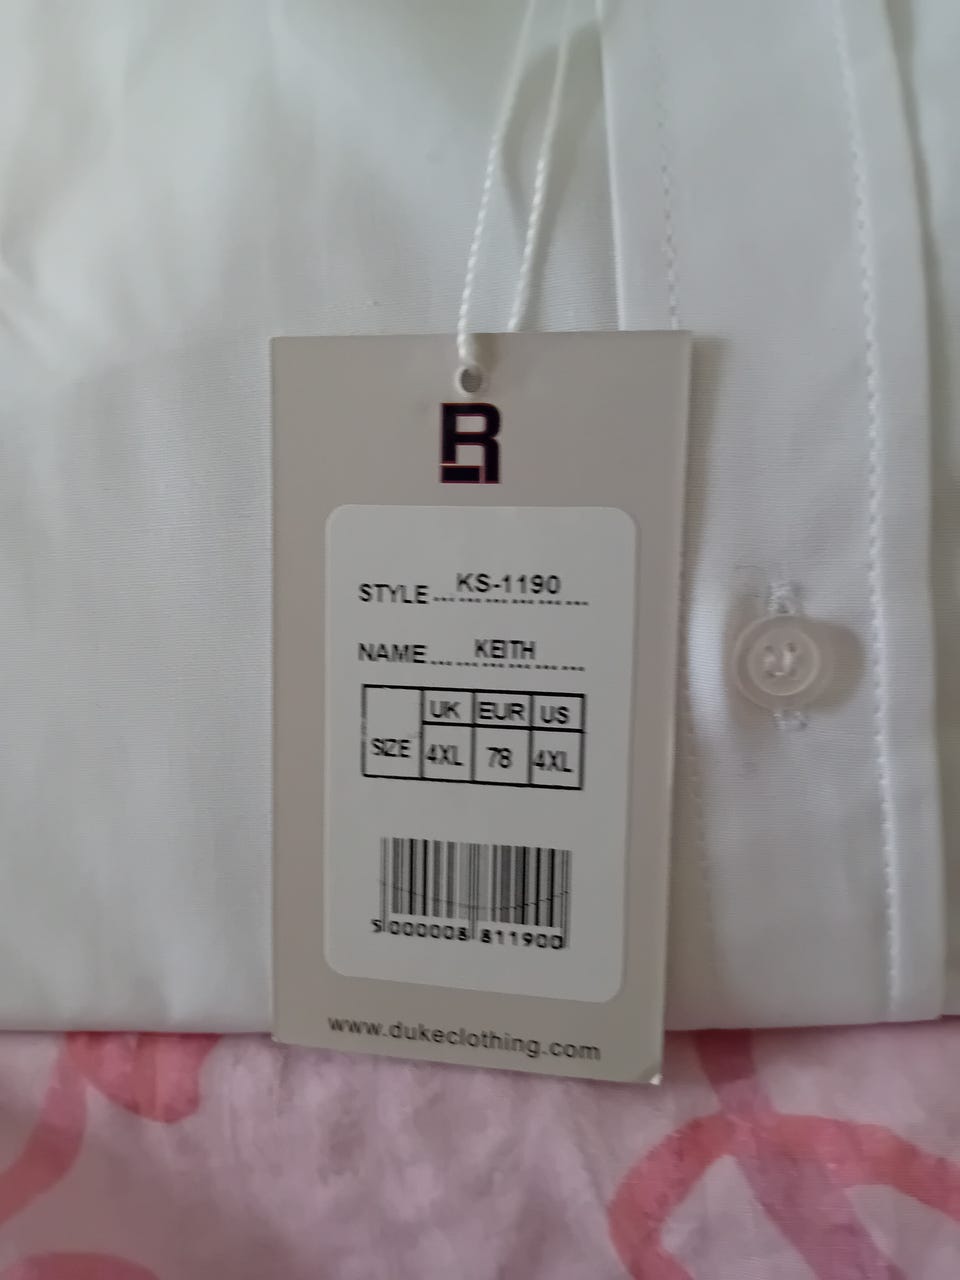 R
STYLE.................. KS-1190
NAME.................. KEITH
UK EUR US
SIZE 4XL 78 4XL
5 000008 811900
www.dukeclothing.com